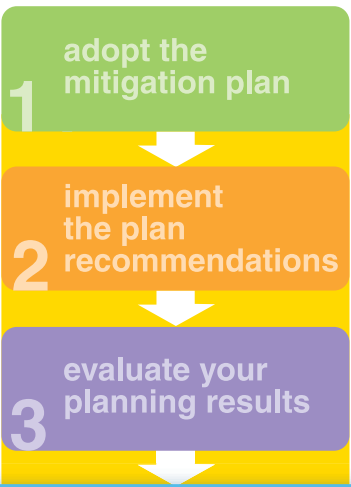 adopt the
mitigation plan
1
implement
the plan
recommendations
2
evaluate your
planning results
3